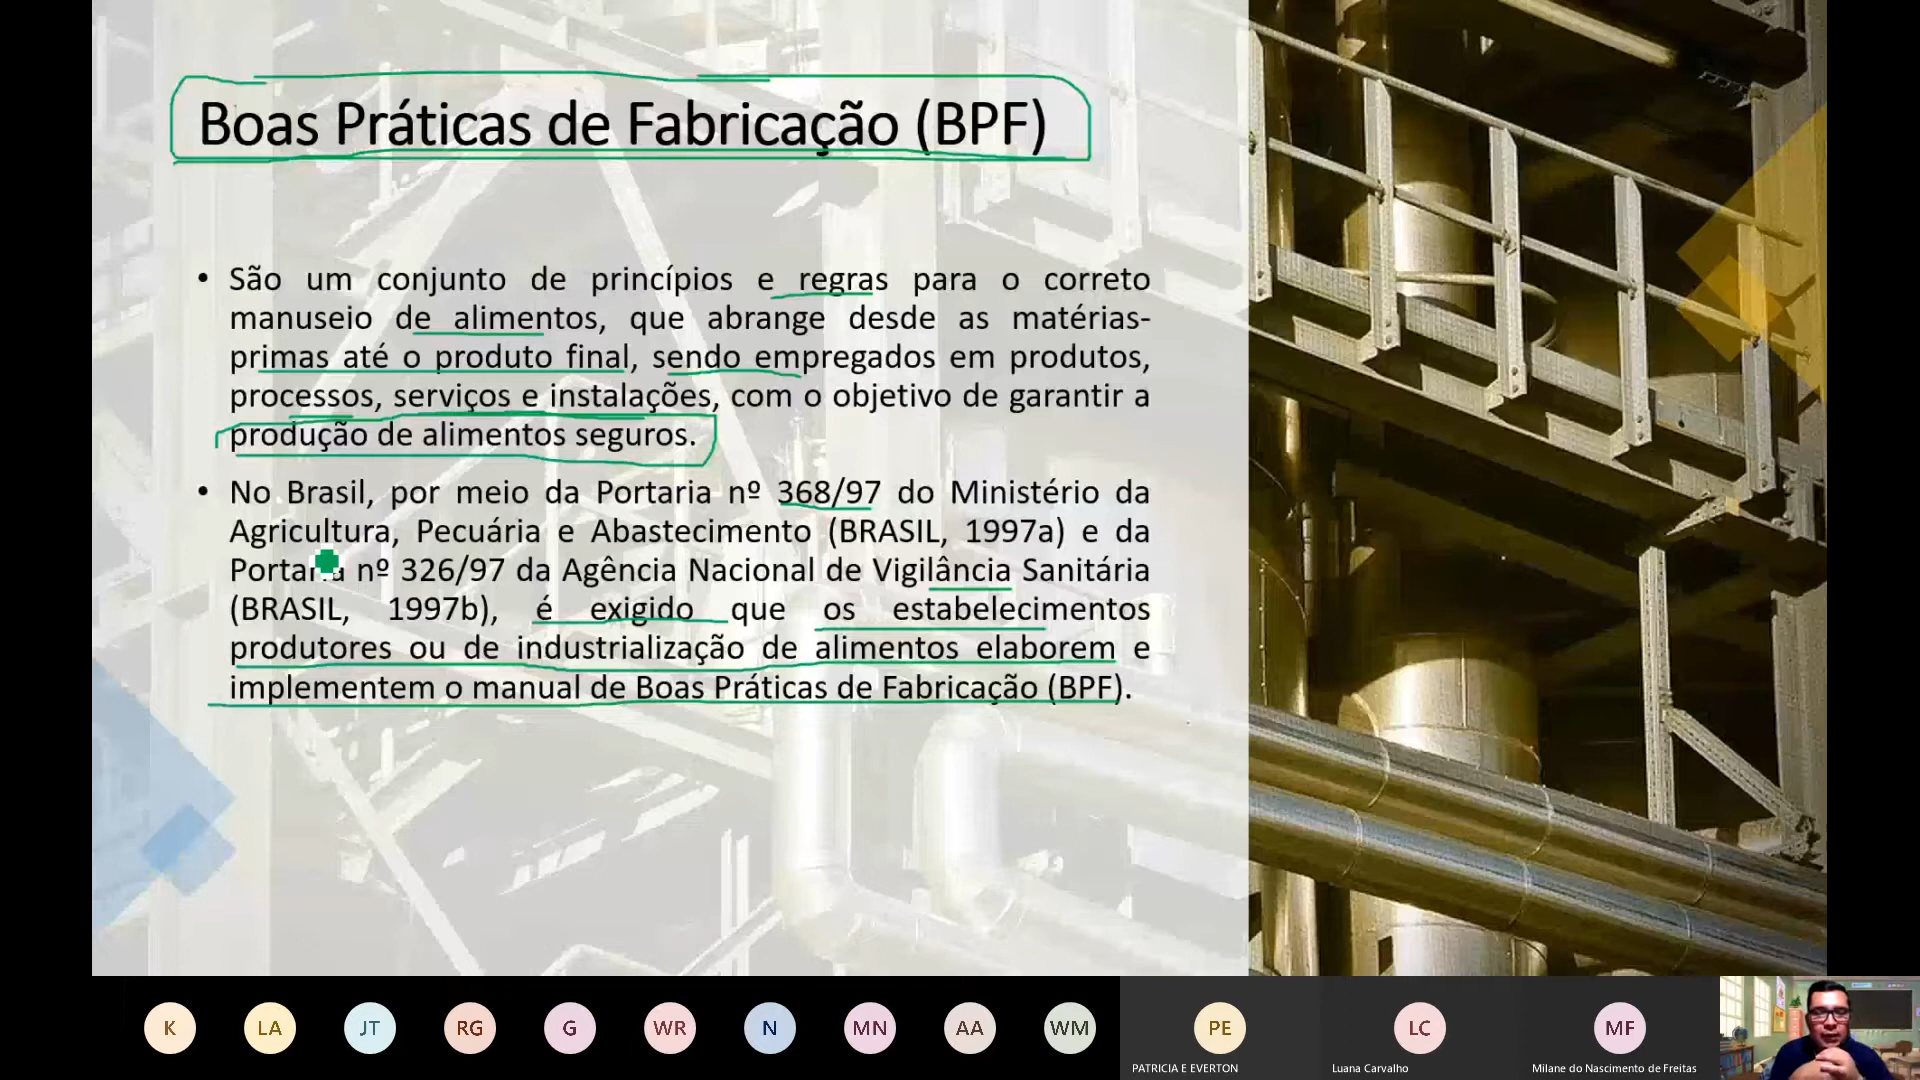 Boas Práticas de Fabricação (BPF)
• São um conjunto de princípios e regras para o correto
manuseio de alimentos, que abrange desde as matérias-
primas até o produto final, sendo empregados em produtos,
processos, serviços e instalações, com o objetivo de garantir a
produção de alimentos seguros.
• No Brasil, por meio da Portaria nº 368/97 do Ministério da
Agricultura, Pecuária e Abastecimento (BRASIL, 1997a) e da
Portaria nº 326/97 da Agência Nacional de Vigilância Sanitária
(BRASIL, 1997b), é exigido que os estabelecimentos
produtores ou de industrialização de alimentos elaborem e
implementem o manual de Boas Práticas de Fabricação (BPF).
K LA JT RG G WR N MN AA WM PE LC MF
PATRICIA E EVERTON Luana Carvalho Milane do Nascimento de Freitas